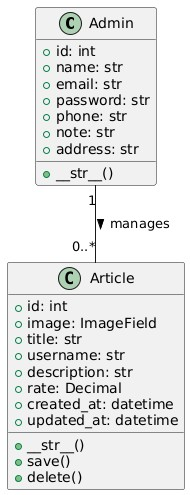 C Admin
id: int
name: str
email: str
password: str
phone: str
note: str
address: str
__str__()
1
manages
0..*
C Article
id: int
image: ImageField
title: str
username: str
description: str
rate: Decimal
created_at: datetime
updated_at: datetime
__str__()
save()
delete()